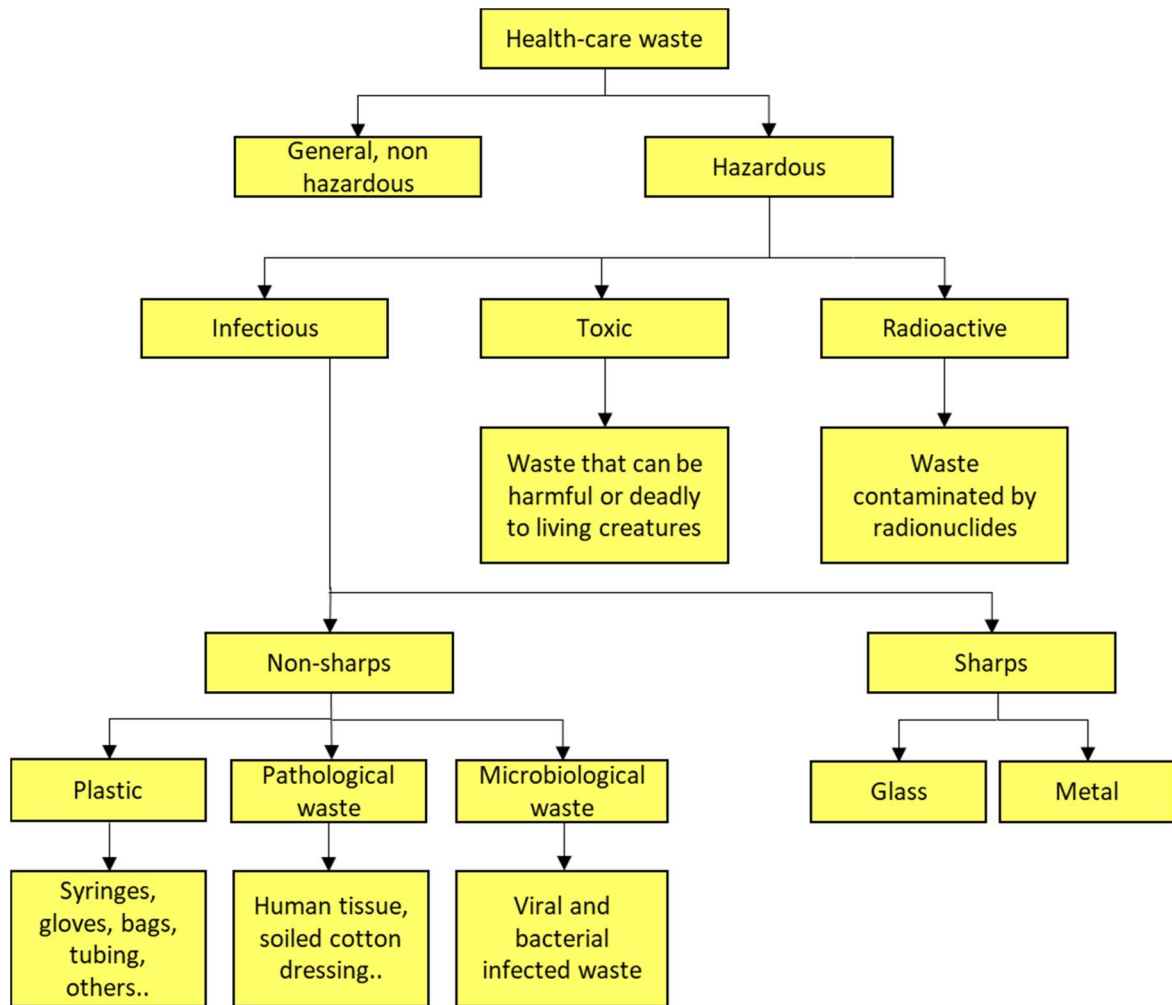 Health-care waste
General, non
hazardous
Hazardous
Infectious
Toxic
Radioactive
Waste that can be
harmful or deadly
to living creatures
Waste
contaminated by
radionuclides
Non-sharps
Sharps
Plastic
Pathological
waste
Microbiological
waste
Glass
Metal
Syringes,
gloves, bags,
tubing,
others..
Human tissue,
soiled cotton
dressing..
Viral and
bacterial
infected waste